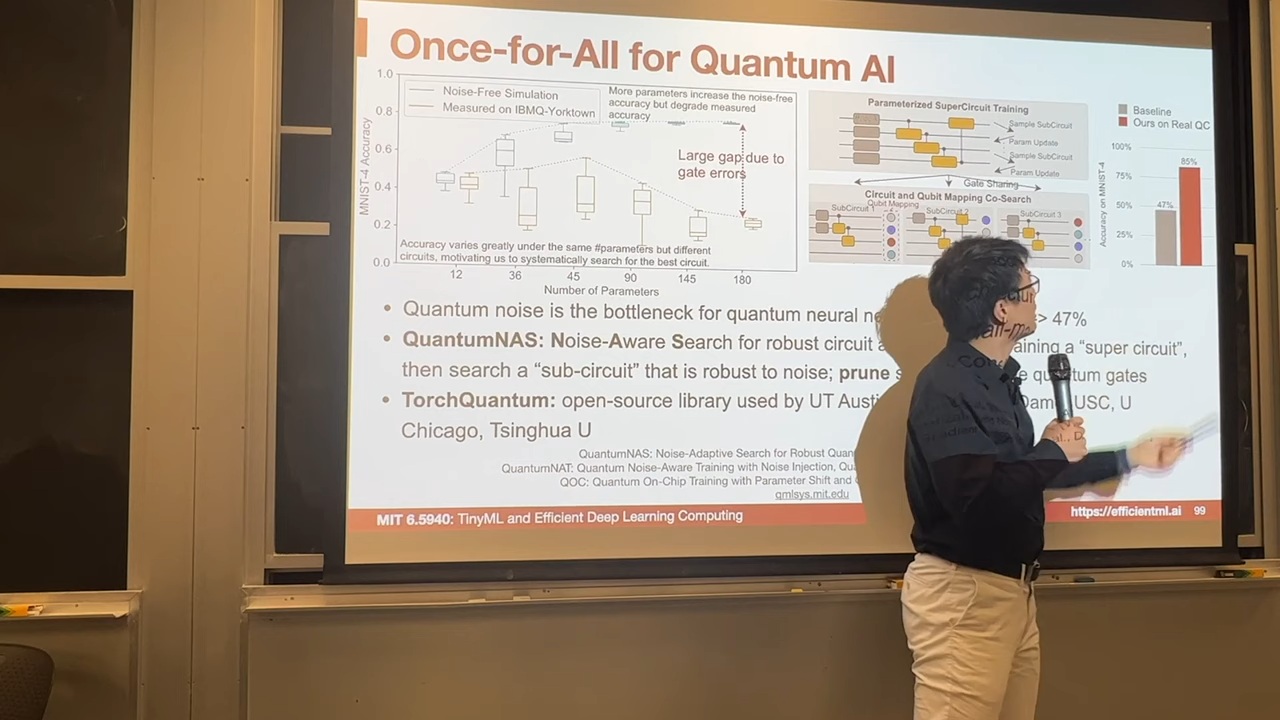 Once-for-All for Quantum AI
1.0
0.8
0.6
0.4
0.2
0.0
MNIST-4 Accuracy
Noise-Free Simulation
Measured on IBMQ-Yorktown
More parameters increase the noise-free
accuracy but degrade measured
accuracy
Large gap due to
gate errors
Accuracy varies greatly under the same #parameters but different
circuits, motivating us to systematically search for the best circuit.
12 36 45 90 145 180
Number of Parameters
Parameterized SuperCircuit Training
Sample SubCircuit
Param Update
Sample SubCircuit
Param Update
Gate Sharing
Circuit and Qubit Mapping Co-Search
Qubit Mapping
SubCircuit 1
SubCircuit 3
Baseline
Ours on Real QC
100%
75%
50%
25%
0%
Accuracy on MNIST-4
47%
85%
• Quantum noise is the bottleneck for quantum neural => 47%
• QuantumNAS: Noise-Aware Search for robust circuit aining a “super circuit”,
then search a “sub-circuit” that is robust to noise; prune quantum gates
• TorchQuantum: open-source library used by UT Austi Dam USC, U
Chicago, Tsinghua U
QuantumNAS: Noise-Adaptive Search for Robust Quan
QuantumNAT: Quantum Noise-Aware Training with Noise Injection, Qu
QOC: Quantum On-Chip Training with Parameter Shift and
qmlsys.mit.edu
MIT 6.5940: TinyML and Efficient Deep Learning Computing
https://efficientml.ai 99